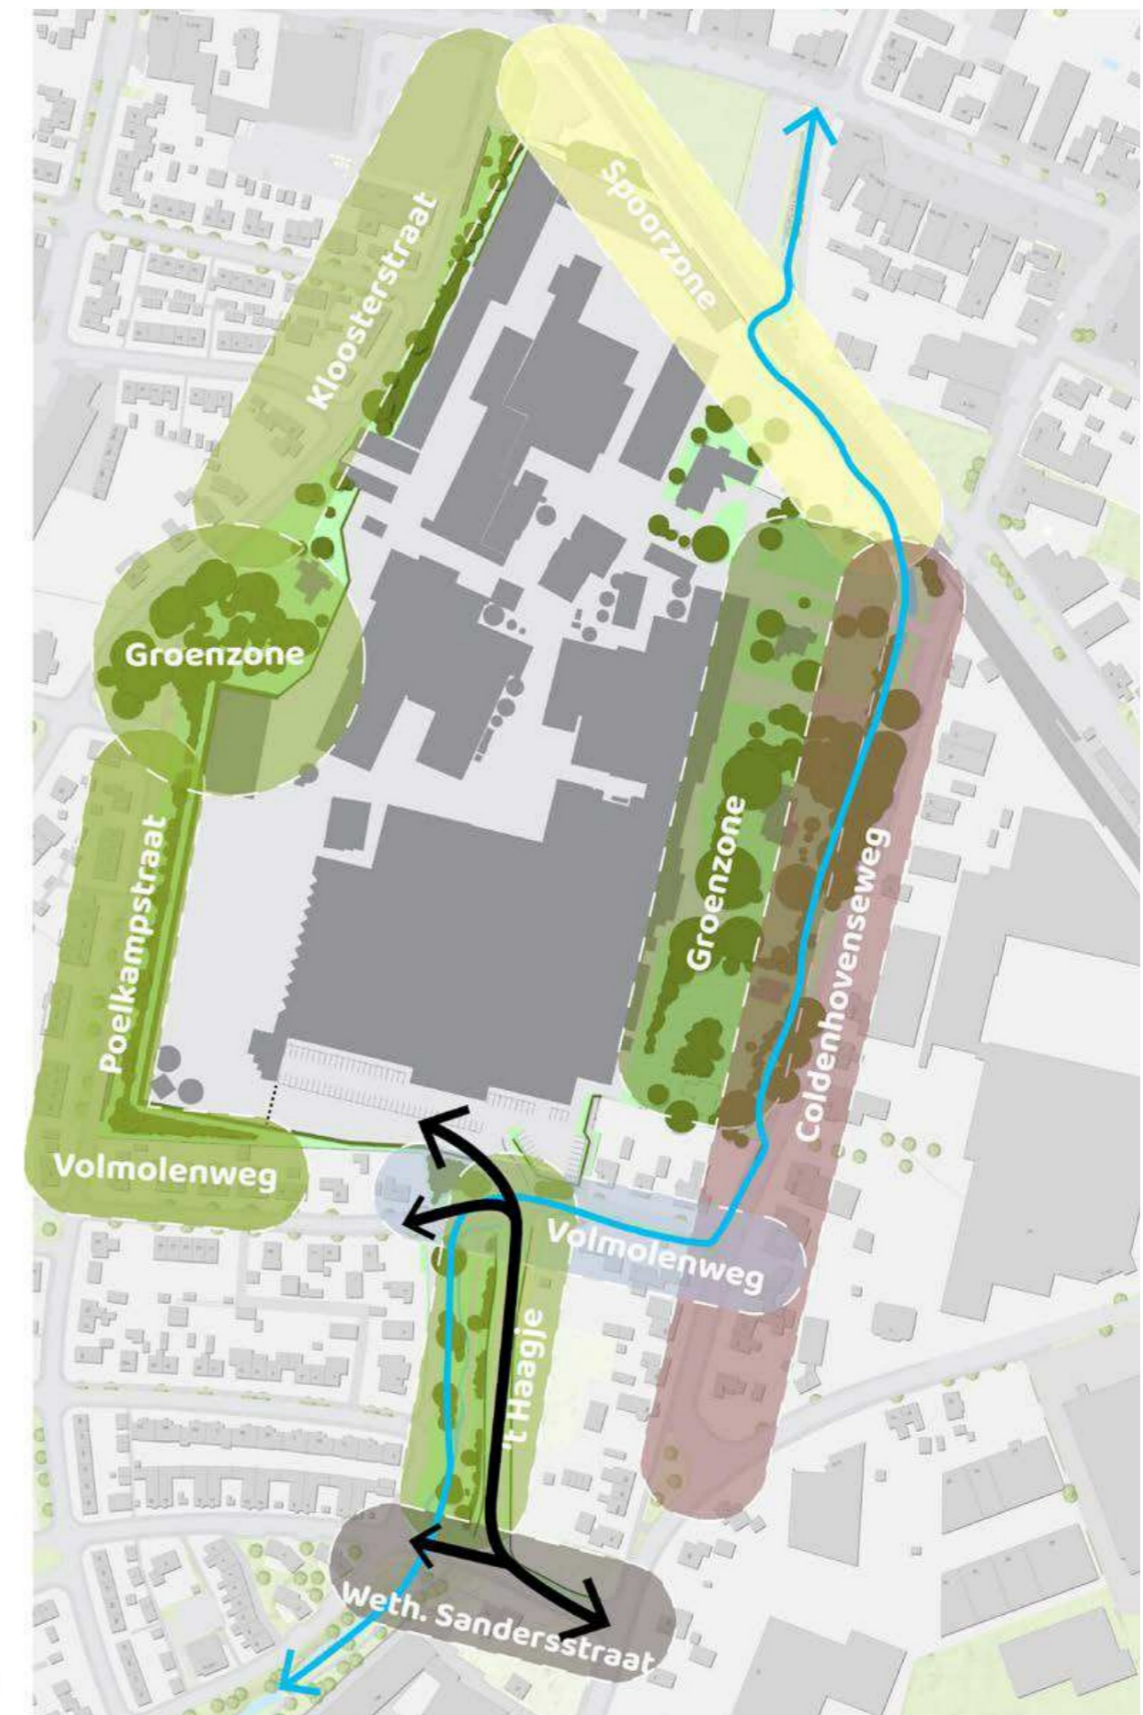 Spoorzone
Kloosterstraat
Groenzone
Groenzone
Poelkampstraat
Coldenhovenseweg
Volmolenweg
Volmolenweg
't Haagje
Weth. Sandersstraat